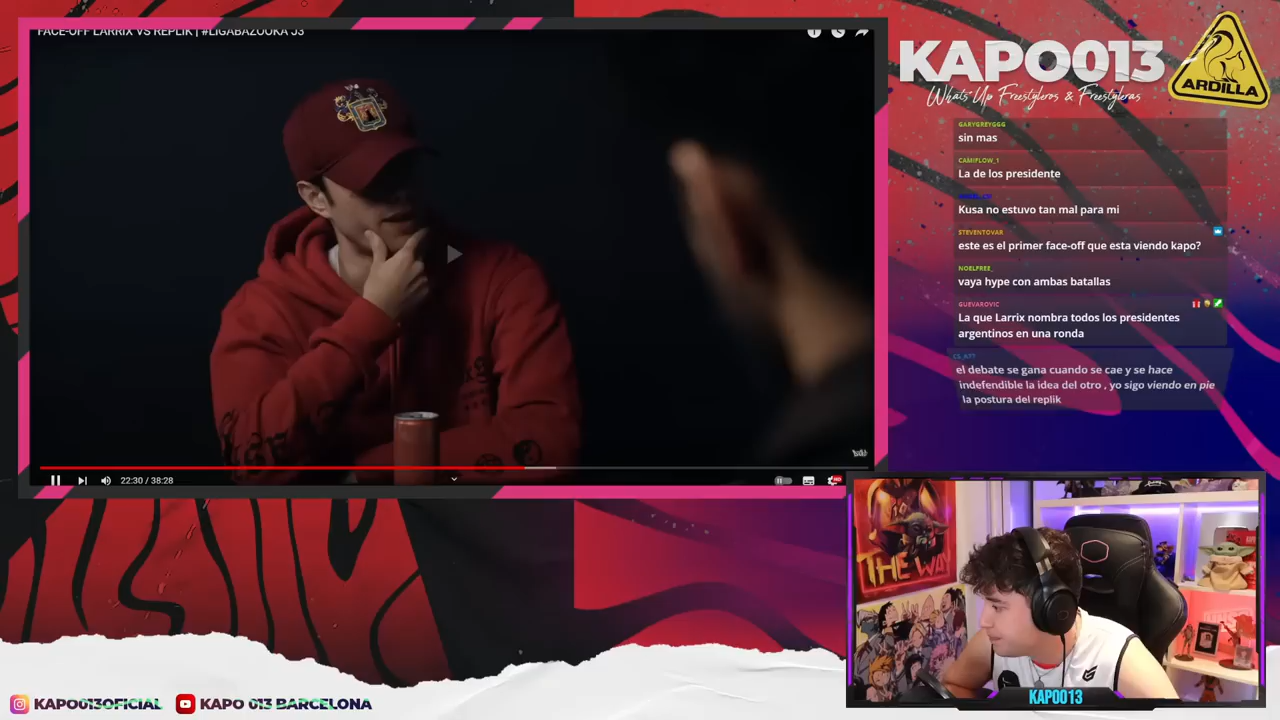 FACE-OFF LARRIX VS REPLIK | #LIGABAZOOKA J3
KAPO013
What's Up Freestyleros & Freestyleras
ARDILLA
GARYGREYGGG
sin mas
CAMIFLOW_1
La de los presidente
Kusa no estuvo tan mal para mi
STEVENTOVAR
este es el primer face-off que esta viendo kapo?
NOELFREE_
vaya hype con ambas batallas
GUEVAROVIC
La que Larrix nombra todos los presidentes
argentinos en una ronda
el debate se gana cuando se cae y se hace
indefendible la idea del otro , yo sigo viendo en pie
la postura del replik
22:30 / 38:28
THE WAY
KAPO013
KAPO013OFICIAL
KAPO 013 BARCELONA